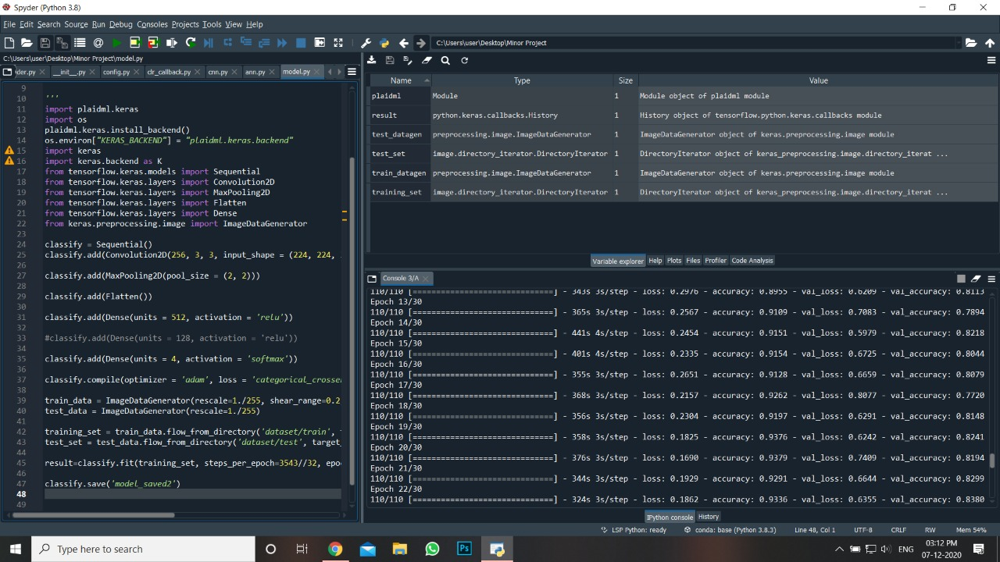 Spyder (Python 3.8)
File Edit Search Source Run Debug Consoles Projects Tools View Help
C:\Users\user\Desktop\Minor Project
C:\Users\user\Desktop\Minor Project\model.py
der.py __init__.py config.py clr_callback.py cnn.py ann.py model.py
9
10 '''
11 import plaidml.keras
12 import os
13 plaidml.keras.install_backend()
14 os.environ["KERAS_BACKEND"] = "plaidml.keras.backend"
15 import keras
16 import keras.backend as K
17 from tensorflow.keras.models import Sequential
18 from tensorflow.keras.layers import Convolution2D
19 from tensorflow.keras.layers import MaxPooling2D
20 from tensorflow.keras.layers import Flatten
21 from tensorflow.keras.layers import Dense
22 from keras.preprocessing.image import ImageDataGenerator
23
24 classify = Sequential()
25 classify.add(Convolution2D(256, 3, 3, input_shape = (224, 224,
26
27 classify.add(MaxPooling2D(pool_size = (2, 2)))
28
29 classify.add(Flatten())
30
31 classify.add(Dense(units = 512, activation = 'relu'))
32
33 #classify.add(Dense(units = 128, activation = 'relu'))
34
35 classify.add(Dense(units = 4, activation = 'softmax'))
36
37 classify.compile(optimizer = 'adam', loss = 'categorical_crosse
38
39 train_data = ImageDataGenerator(rescale=1./255, shear_range=0.2
40 test_data = ImageDataGenerator(rescale=1./255)
41
42 training_set = train_data.flow_from_directory('dataset/train',
43 test_set = test_data.flow_from_directory('dataset/test', target_
44
45 result=classify.fit(training_set, steps_per_epoch=3543//32, epo
46
47 classify.save('model_saved2')
48
49
Name Type Size Value
plaidml Module 1 Module object of plaidml module
result python.keras.callbacks.History 1 History object of tensorflow.python.keras.callbacks module
test_datagen preprocessing.image.ImageDataGenerator 1 ImageDataGenerator object of keras.preprocessing.image module
test_set image.directory_iterator.DirectoryIterator 1 DirectoryIterator object of keras_preprocessing.image.directory_iterat ...
train_datagen preprocessing.image.ImageDataGenerator 1 ImageDataGenerator object of keras.preprocessing.image module
training_set image.directory_iterator.DirectoryIterator 1 DirectoryIterator object of keras_preprocessing.image.directory_iterat ...
Variable explorer Help Plots Files Profiler Code Analysis
Console 3/A
110/110 [==============================] - 343s 3s/step - loss: 0.2976 - accuracy: 0.8955 - val_loss: 0.6209 - val_accuracy: 0.8113
Epoch 13/30
110/110 [==============================] - 365s 3s/step - loss: 0.2567 - accuracy: 0.9109 - val_loss: 0.7083 - val_accuracy: 0.7894
Epoch 14/30
110/110 [==============================] - 441s 4s/step - loss: 0.2454 - accuracy: 0.9151 - val_loss: 0.5979 - val_accuracy: 0.8218
Epoch 15/30
110/110 [==============================] - 401s 4s/step - loss: 0.2335 - accuracy: 0.9154 - val_loss: 0.6725 - val_accuracy: 0.8044
Epoch 16/30
110/110 [==============================] - 355s 3s/step - loss: 0.2651 - accuracy: 0.9128 - val_loss: 0.6659 - val_accuracy: 0.8079
Epoch 17/30
110/110 [==============================] - 368s 3s/step - loss: 0.2157 - accuracy: 0.9262 - val_loss: 0.8077 - val_accuracy: 0.7720
Epoch 18/30
110/110 [==============================] - 356s 3s/step - loss: 0.2304 - accuracy: 0.9197 - val_loss: 0.6291 - val_accuracy: 0.8148
Epoch 19/30
110/110 [==============================] - 358s 3s/step - loss: 0.1825 - accuracy: 0.9376 - val_loss: 0.6242 - val_accuracy: 0.8241
Epoch 20/30
110/110 [==============================] - 376s 3s/step - loss: 0.1690 - accuracy: 0.9379 - val_loss: 0.7409 - val_accuracy: 0.8194
Epoch 21/30
110/110 [==============================] - 344s 3s/step - loss: 0.1929 - accuracy: 0.9291 - val_loss: 0.6644 - val_accuracy: 0.8299
Epoch 22/30
110/110 [==============================] - 324s 3s/step - loss: 0.1862 - accuracy: 0.9336 - val_loss: 0.6355 - val_accuracy: 0.8380
IPython console History
LSP Python: ready conda: base (Python 3.8.3) Line 48, Col 1 UTF-8 CRLF RW Mem 54%
Type here to search
Ps
ENG
03:12 PM
07-12-2020